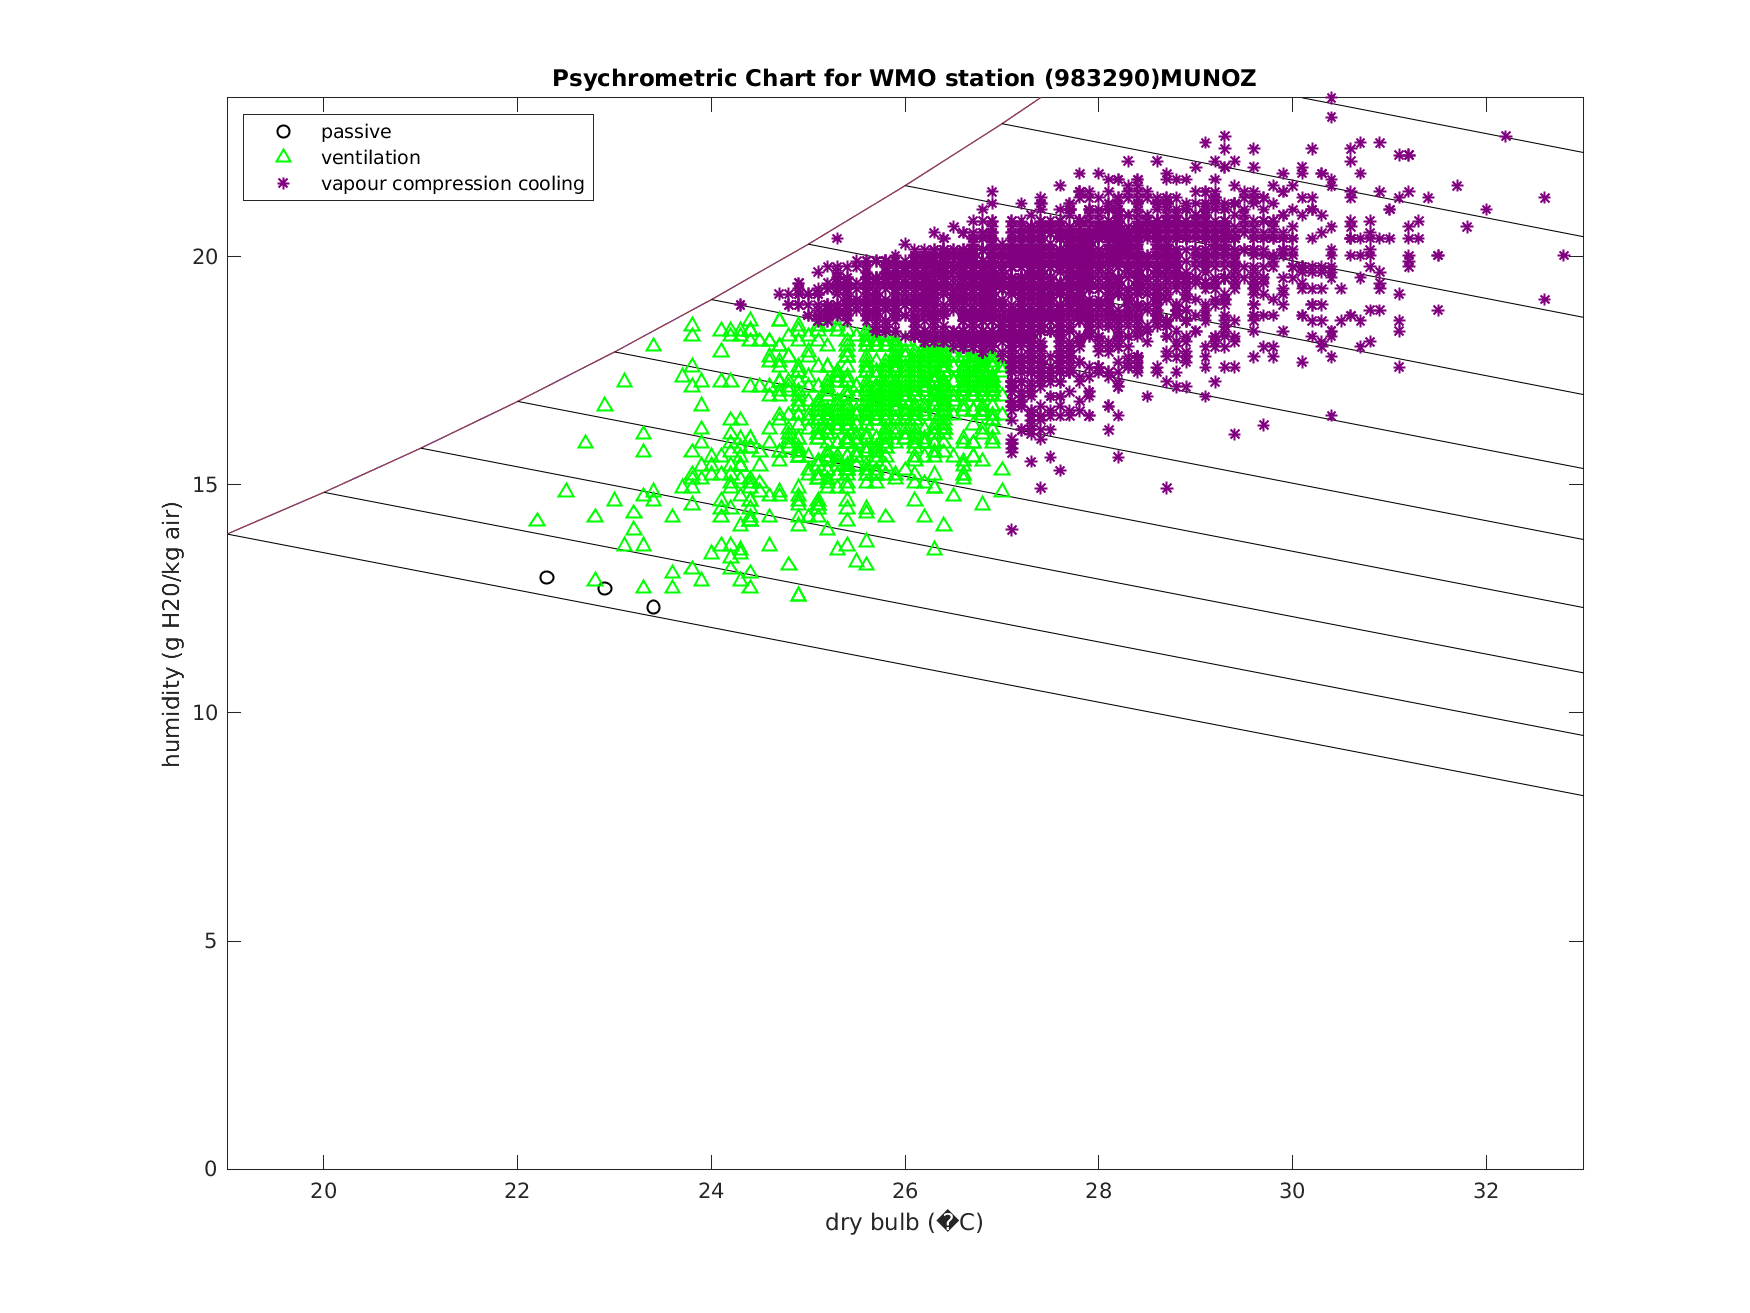 Psychrometric Chart for WMO station (983290)MUNOZ
passive
ventilation
vapour compression cooling
humidity (g H20/kg air)
20
15
10
5
0
20 22 24 26 28 30 32
dry bulb (�C)